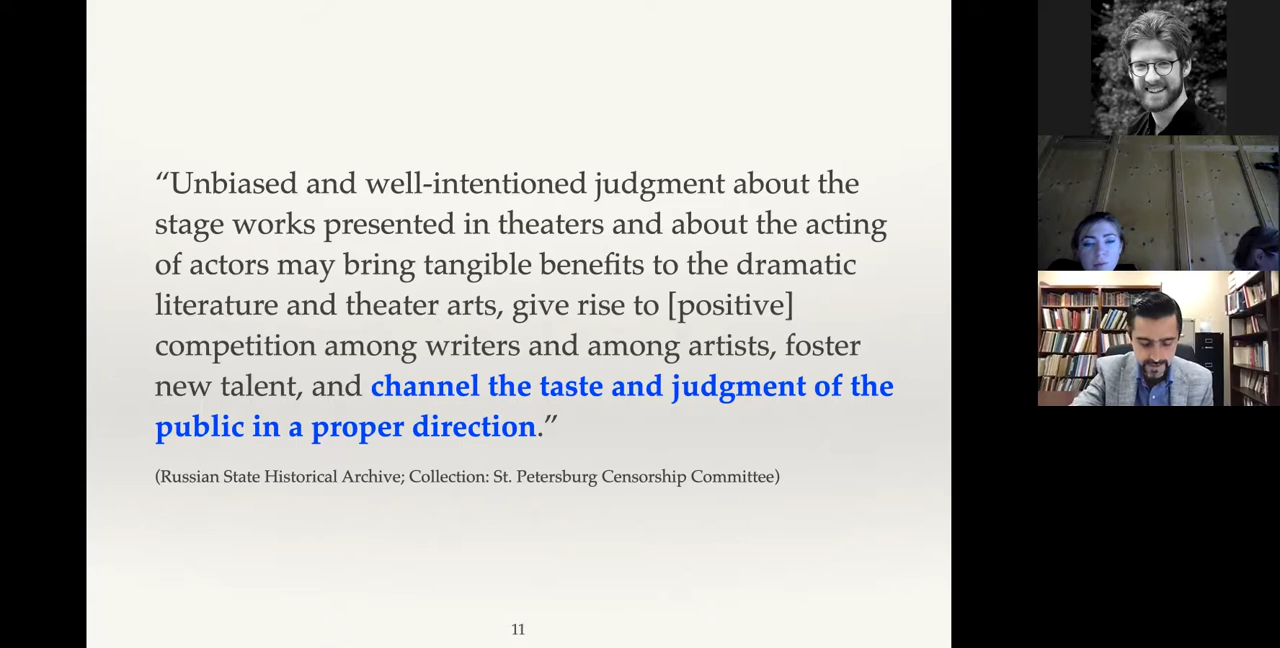 “Unbiased and well-intentioned judgment about the
stage works presented in theaters and about the acting
of actors may bring tangible benefits to the dramatic
literature and theater arts, give rise to [positive]
competition among writers and among artists, foster
new talent, and channel the taste and judgment of the
public in a proper direction.”
(Russian State Historical Archive; Collection: St. Petersburg Censorship Committee)
11